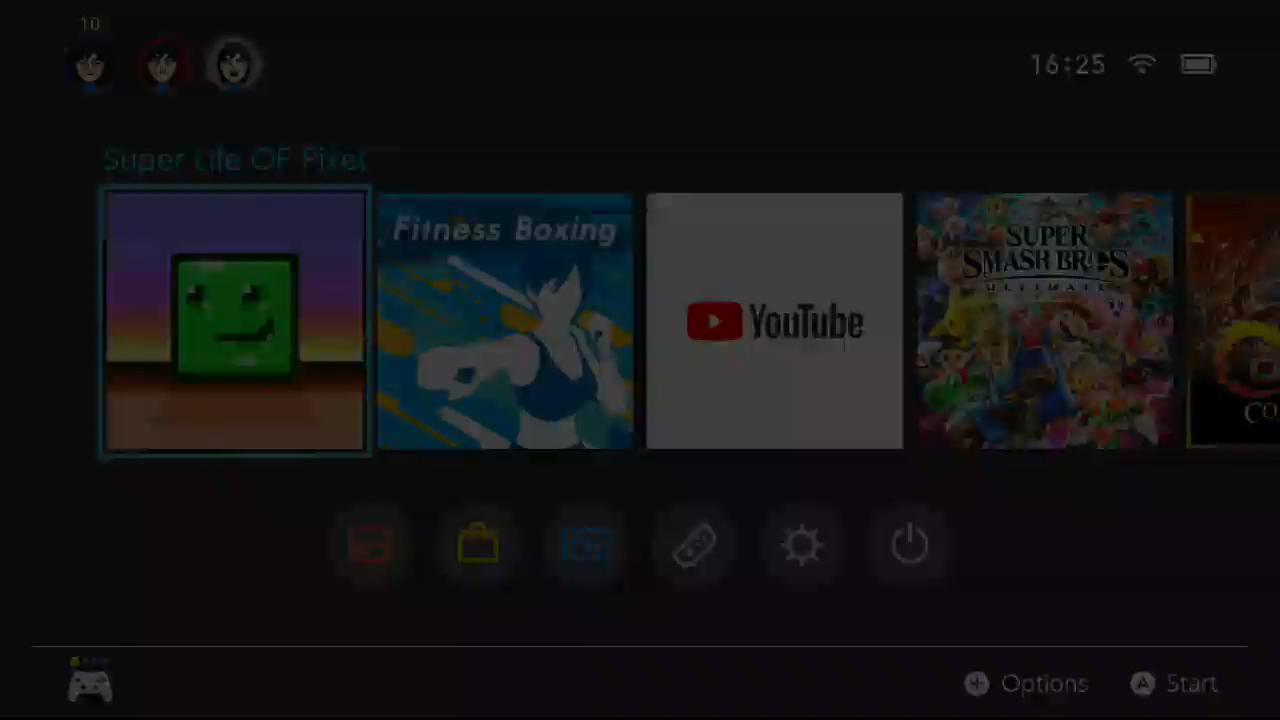 10
16:25
Super Life OF Pixel
Fitness Boxing
YouTube
SUPER
SMASH BROS
ULTIMATE
Options
Start